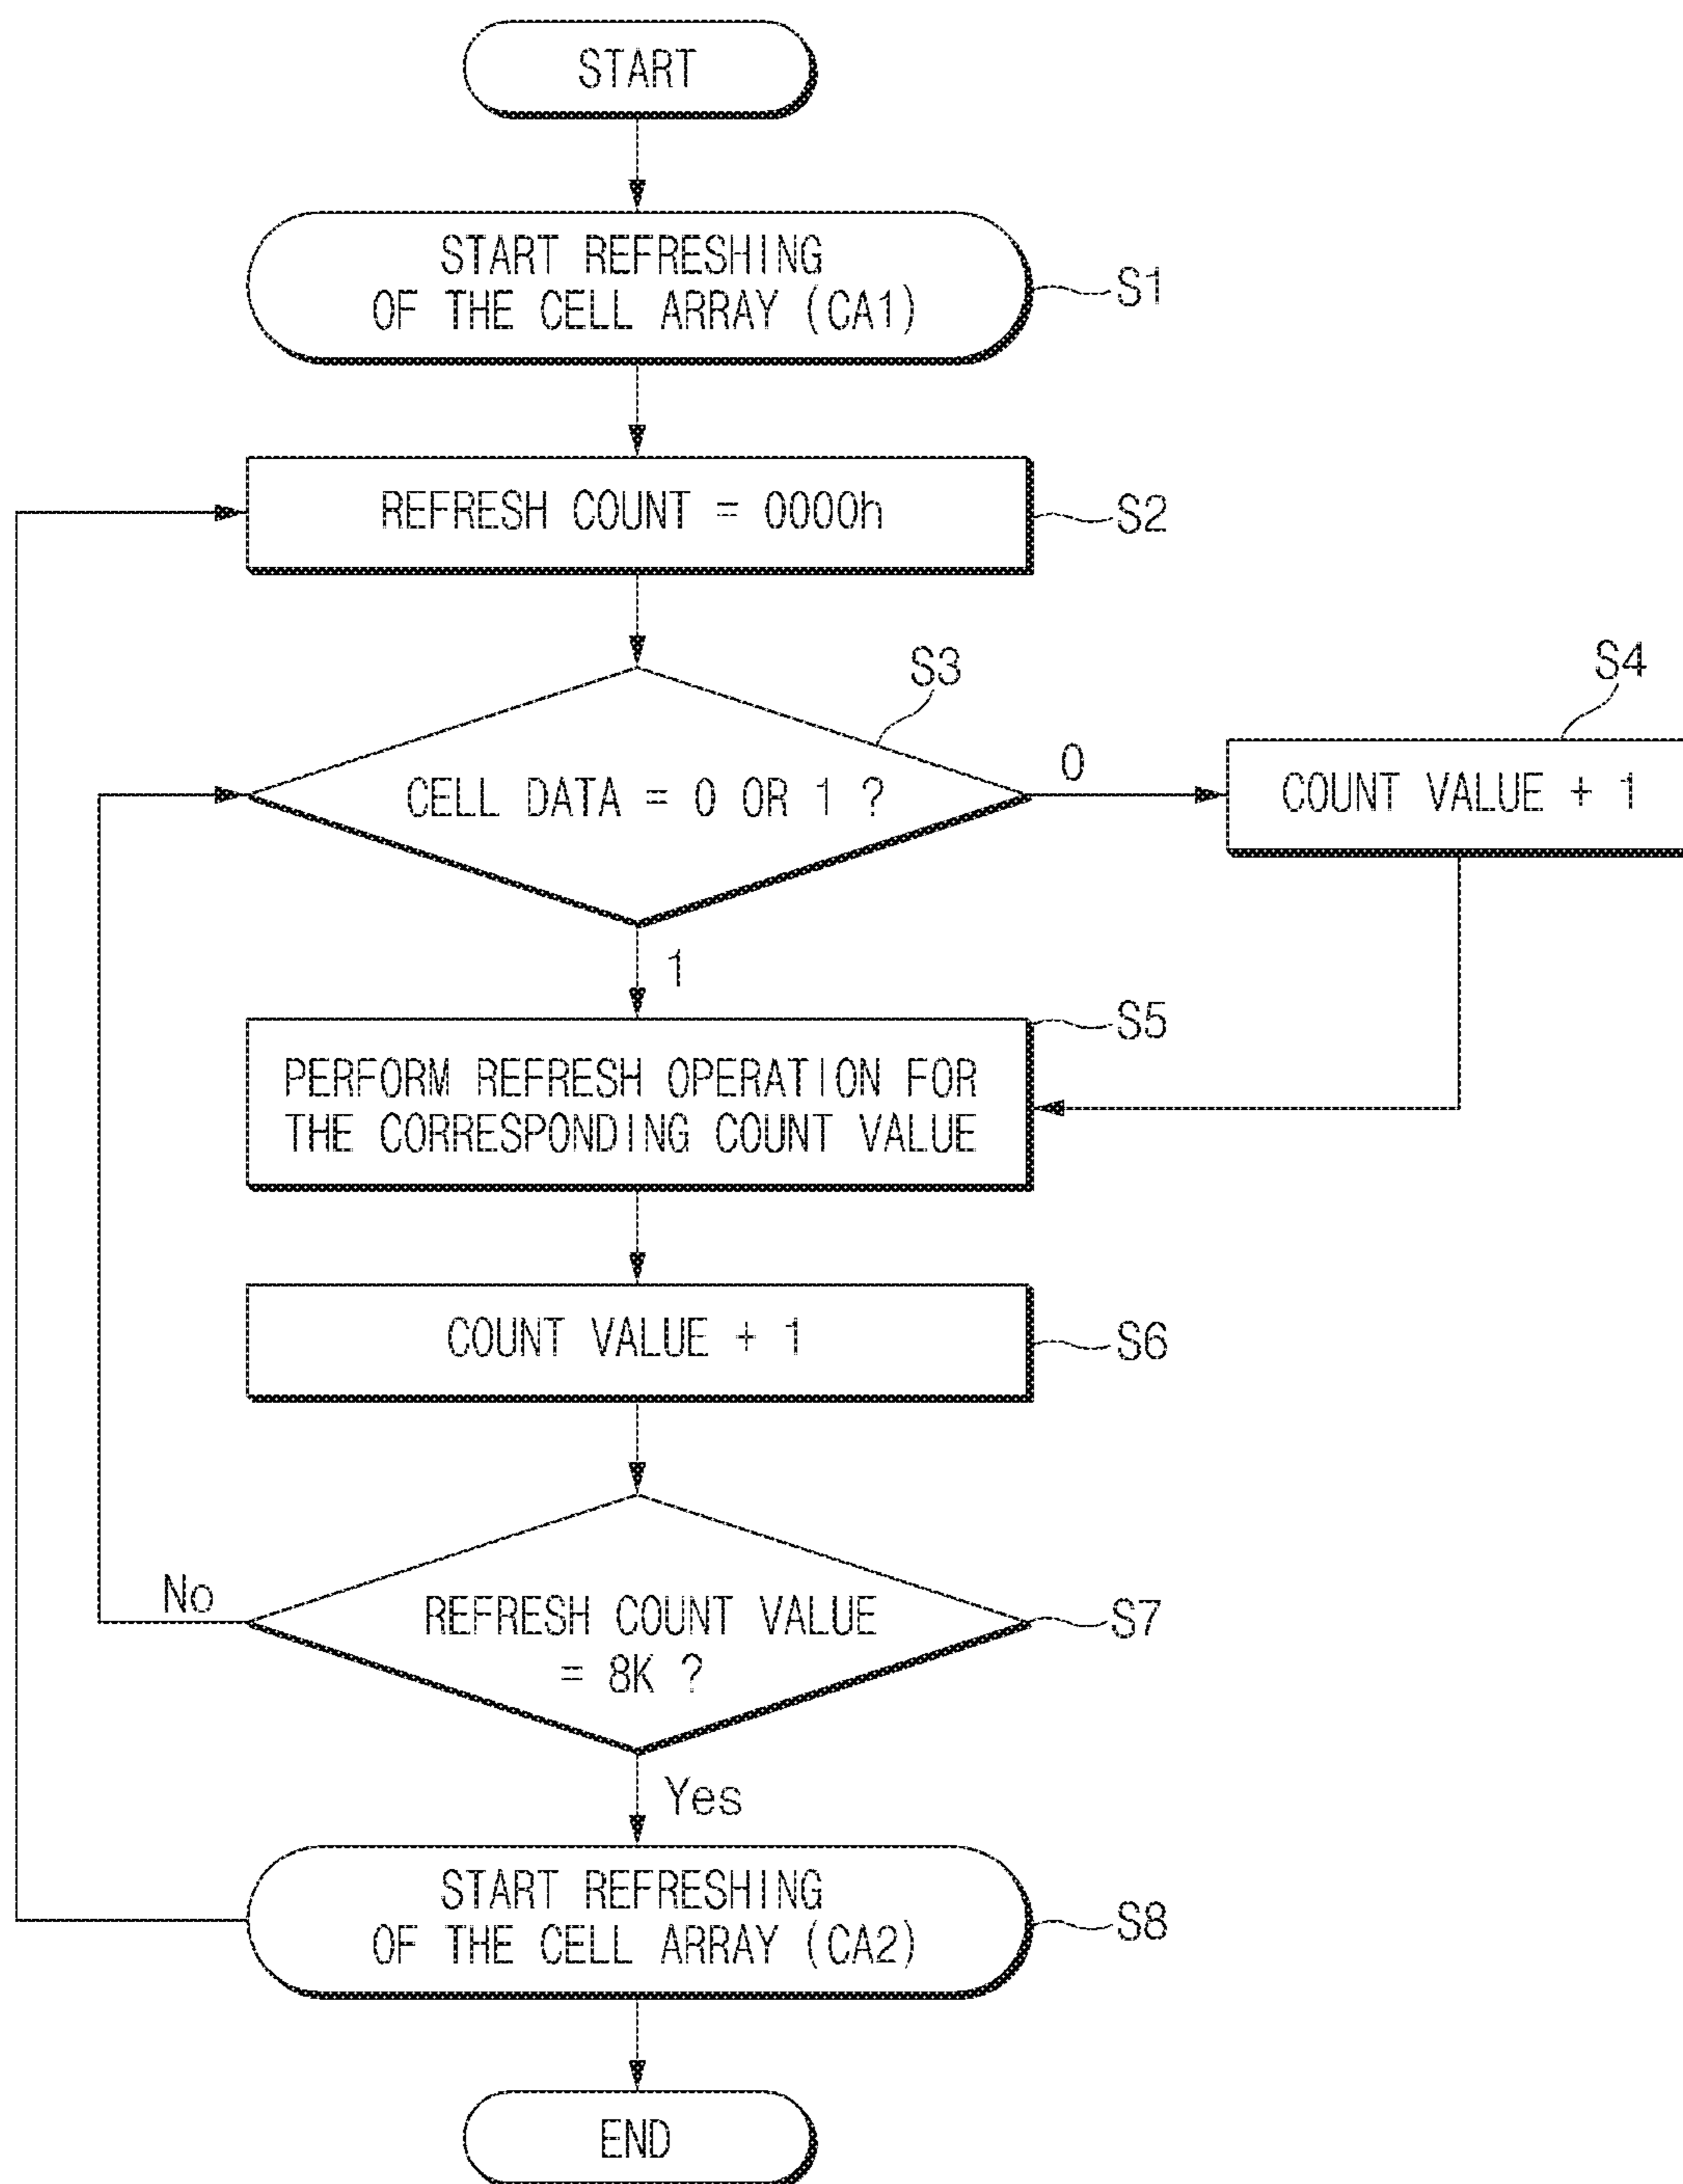 START
START REFRESHING
OF THE CELL ARRAY (CA1)
S1
REFRESH COUNT = 0000h
S2
S3
S4
CELL DATA = 0 OR 1 ?
0
COUNT VALUE + 1
1
S5
PERFORM REFRESH OPERATION FOR
THE CORRESPONDING COUNT VALUE
COUNT VALUE + 1
S6
No
REFRESH COUNT VALUE
= 8K ?
S7
Yes
START REFRESHING
OF THE CELL ARRAY (CA2)
S8
END